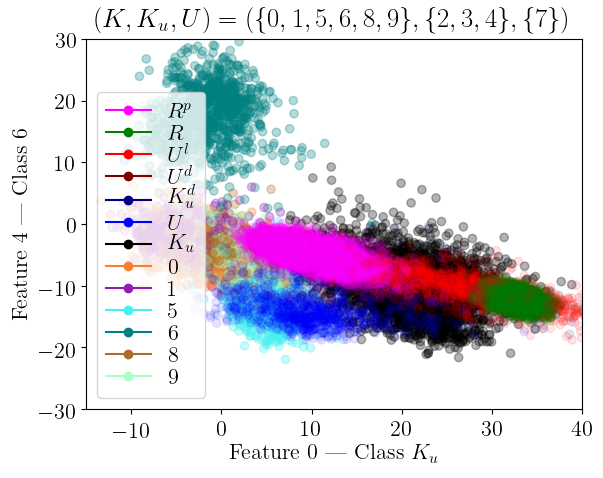 (K, K_u, U) = ({0, 1, 5, 6, 8, 9}, {2, 3, 4}, {7})
30
20
10
0
−10
−20
−30
Feature 4 — Class 6
R^p
R
U^l
U^d
K_u^d
U
K_u
0
1
5
6
8
9
−10
0
10
20
30
40
Feature 0 — Class K_u